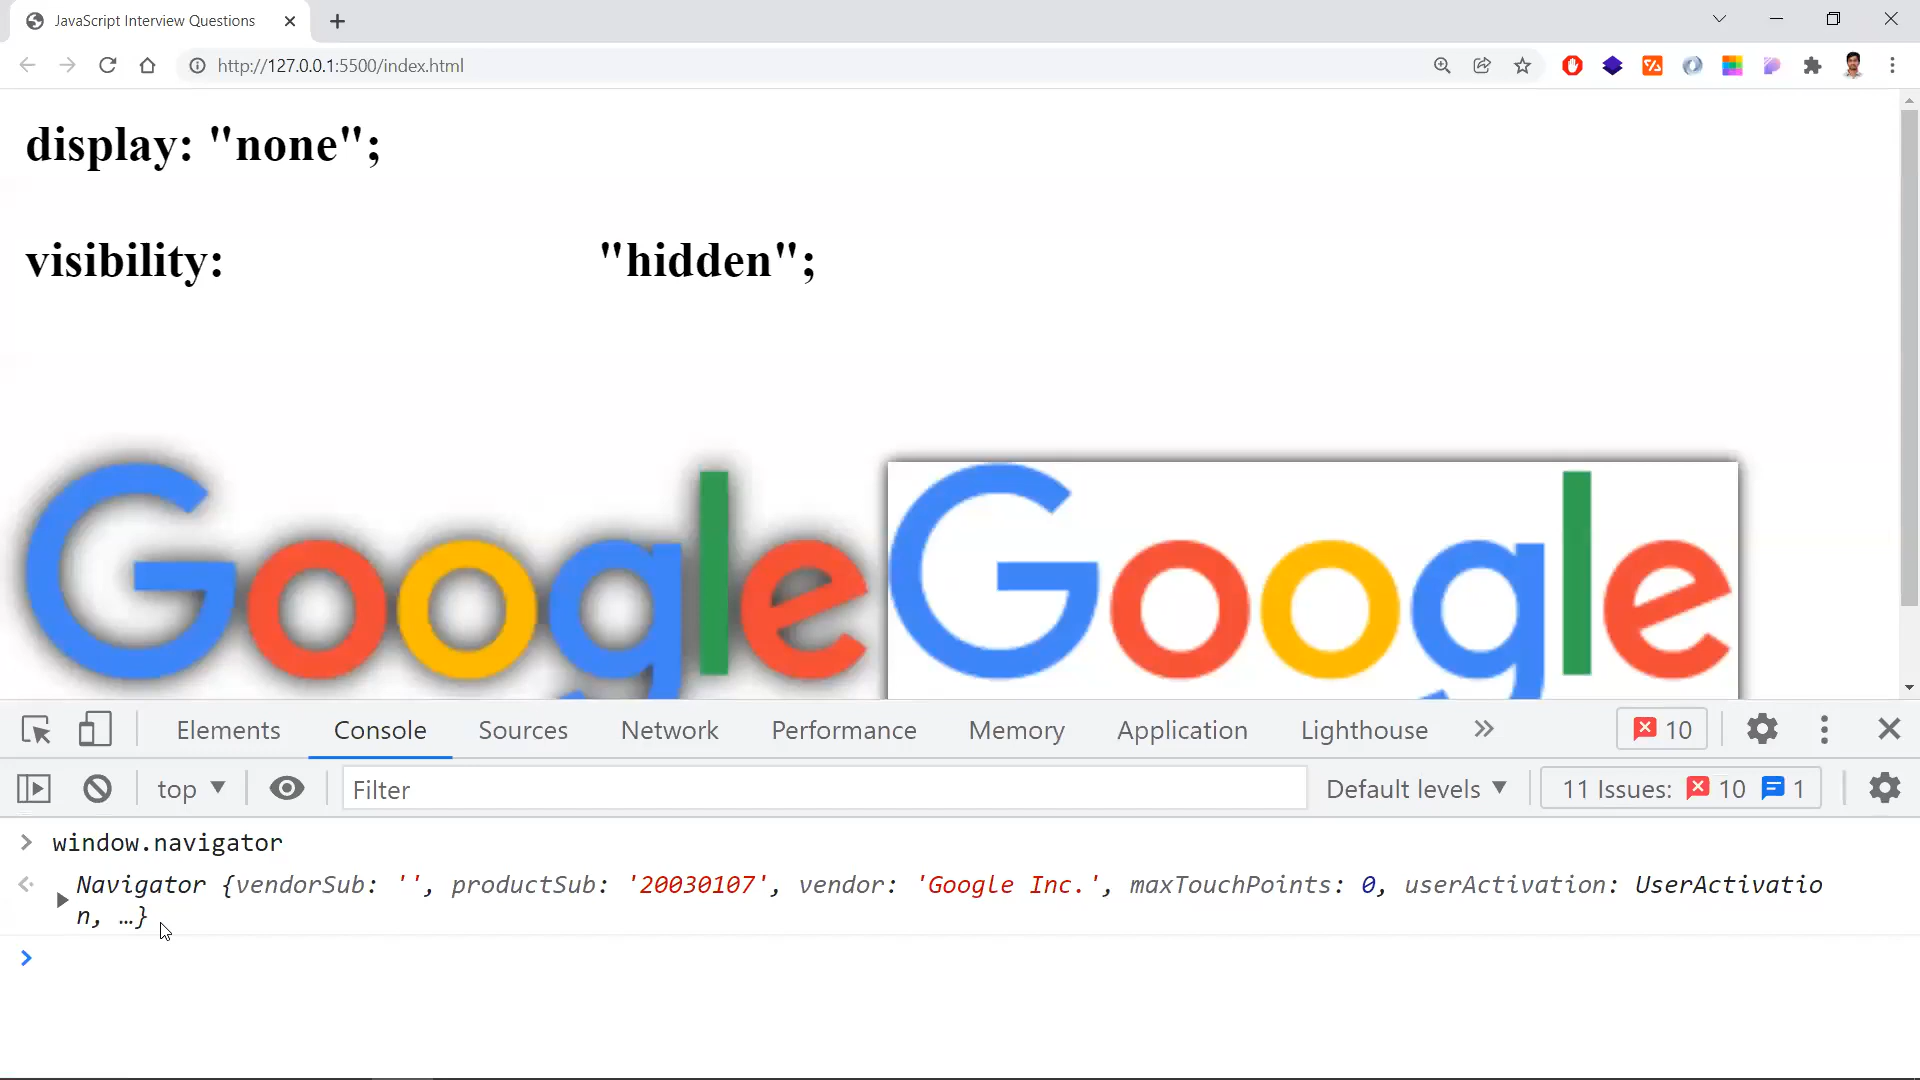 JavaScript Interview Questions
http://127.0.0.1:5500/index.html
display: "none";
visibility: "hidden";
Google Google
Elements Console Sources Network Performance Memory Application Lighthouse 10
top Filter Default levels 11 Issues: 10 1
window.navigator
Navigator {vendorSub: '', productSub: '20030107', vendor: 'Google Inc.', maxTouchPoints: 0, userActivation: UserActivatio
n, …}